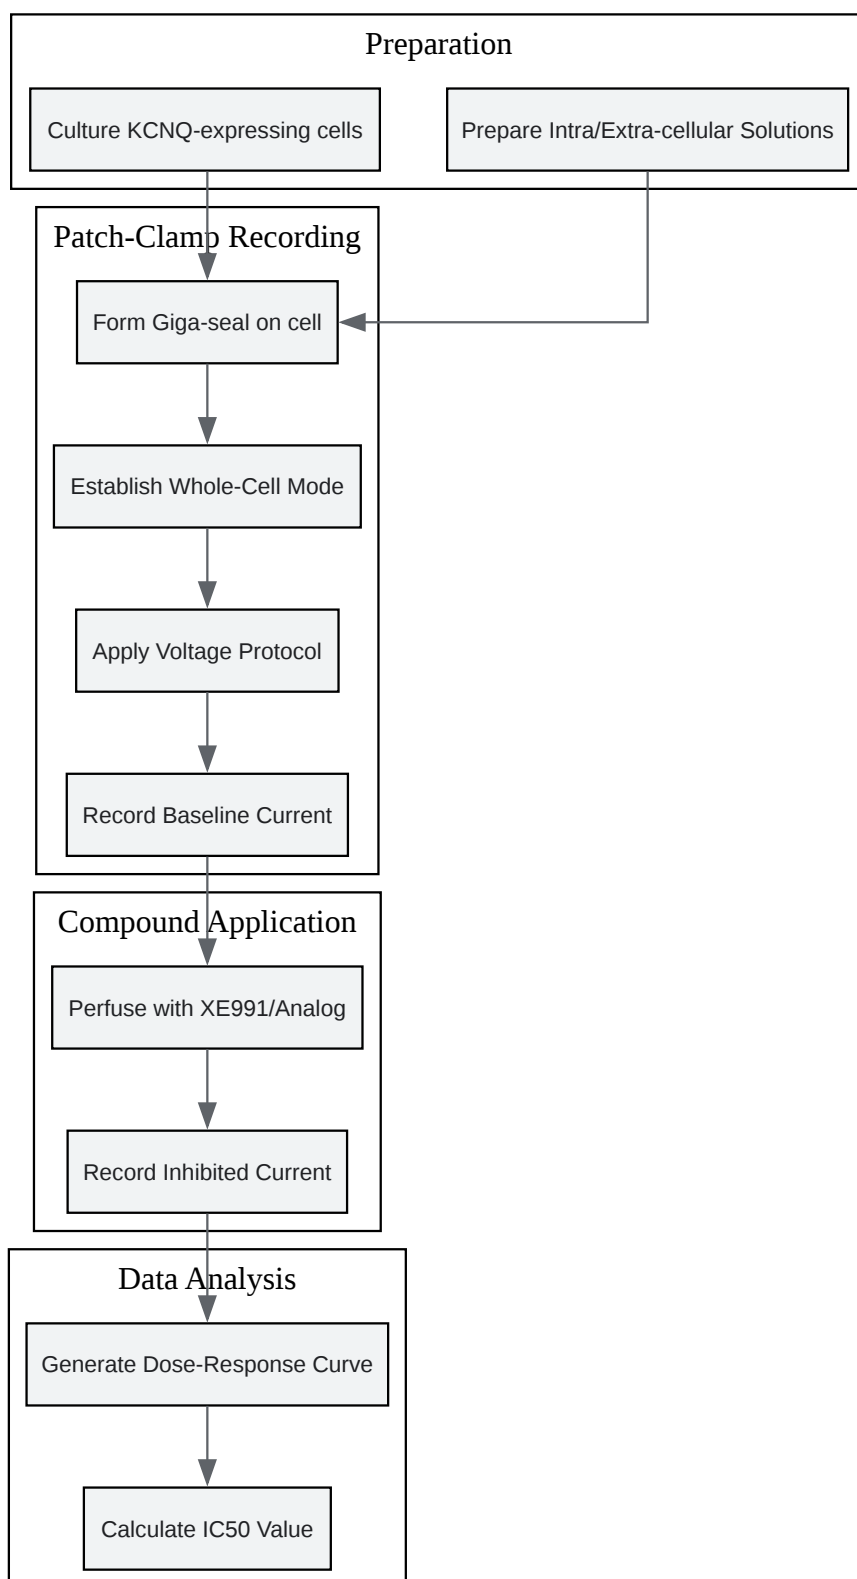 Preparation
Culture KCNQ-expressing cells
Prepare Intra/Extra-cellular Solutions
Patch-Clamp Recording
Form Giga-seal on cell
Establish Whole-Cell Mode
Apply Voltage Protocol
Record Baseline Current
Compound Application
Perfuse with XE991/Analog
Record Inhibited Current
Data Analysis
Generate Dose-Response Curve
Calculate IC50 Value